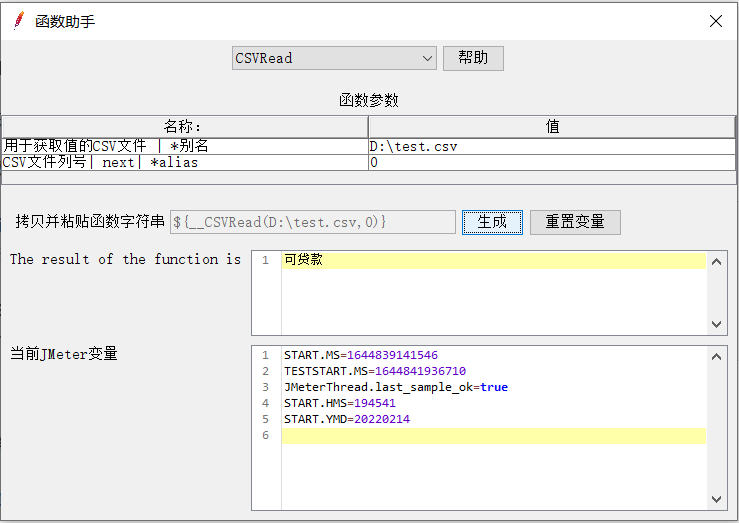 函数助手
CSVRead 帮助
函数参数
名称: 值
用于获取值的CSV文件 | *别名 D:\test.csv
CSV文件列号| next| *alias 0
拷贝并粘贴函数字符串 ${__CSVRead(D:\test.csv,0)} 生成 重置变量
The result of the function is 1 可贷款
当前JMeter变量
1 START.MS=1644839141546
2 TESTSTART.MS=1644841936710
3 JMeterThread.last_sample_ok=true
4 START.HMS=194541
5 START.YMD=20220214
6